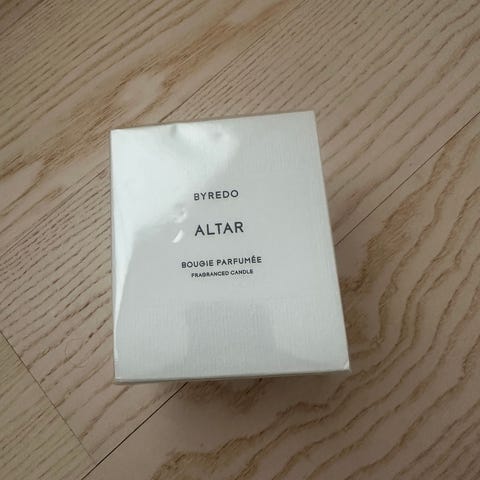 BYREDO
ALTAR
BOUGIE PARFUMÉE
FRAGRANCED CANDLE